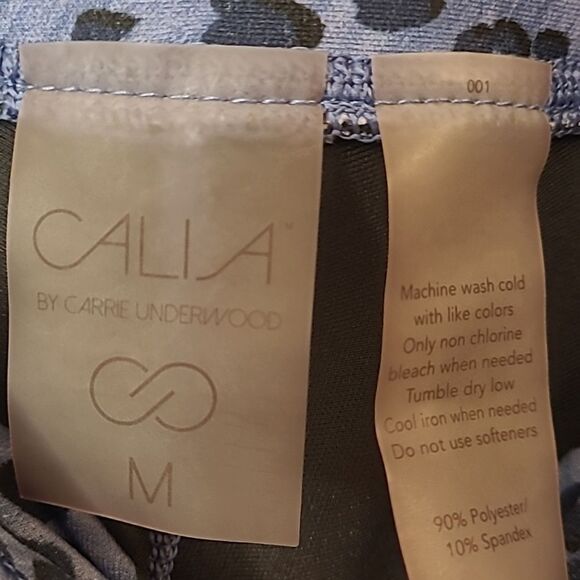 CALIA™
BY CARRIE UNDERWOOD
M
001
Machine wash cold
with like colors
Only non chlorine
bleach when needed
Tumble dry low
Cool iron when needed
Do not use softeners
90% Polyester/
10% Spandex